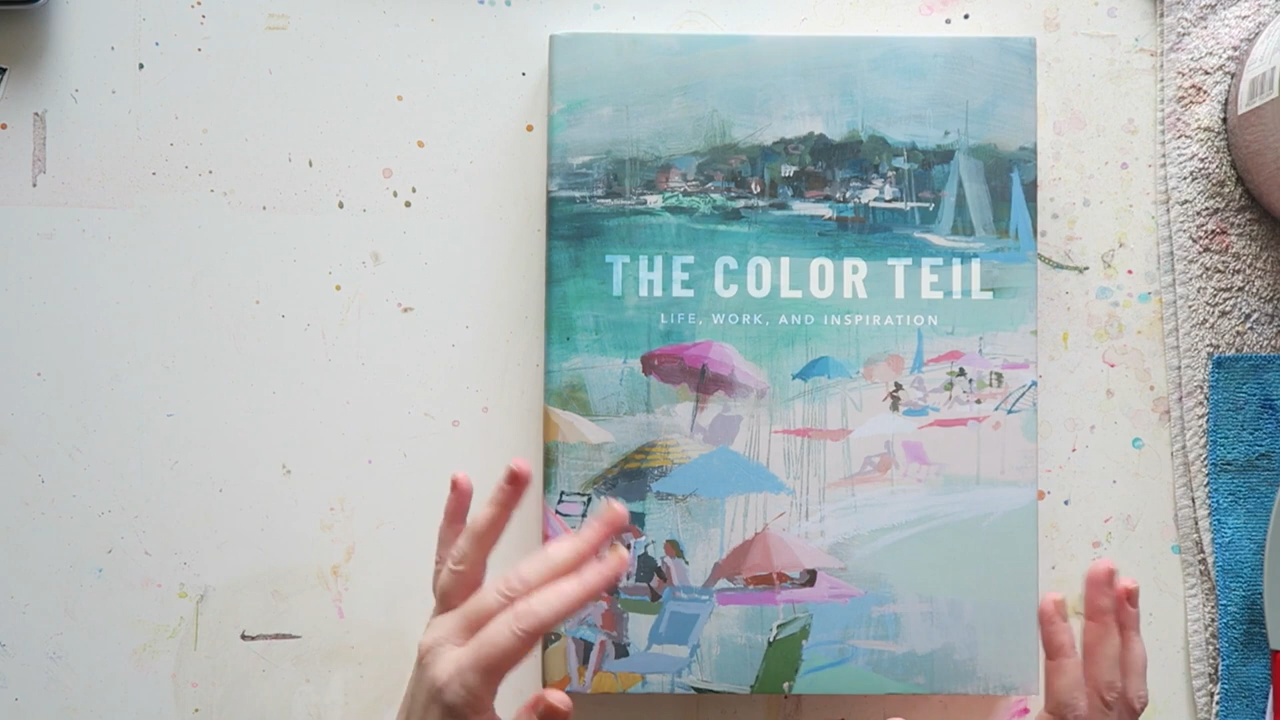 THE COLOR TEIL
LIFE, WORK, AND INSPIRATION